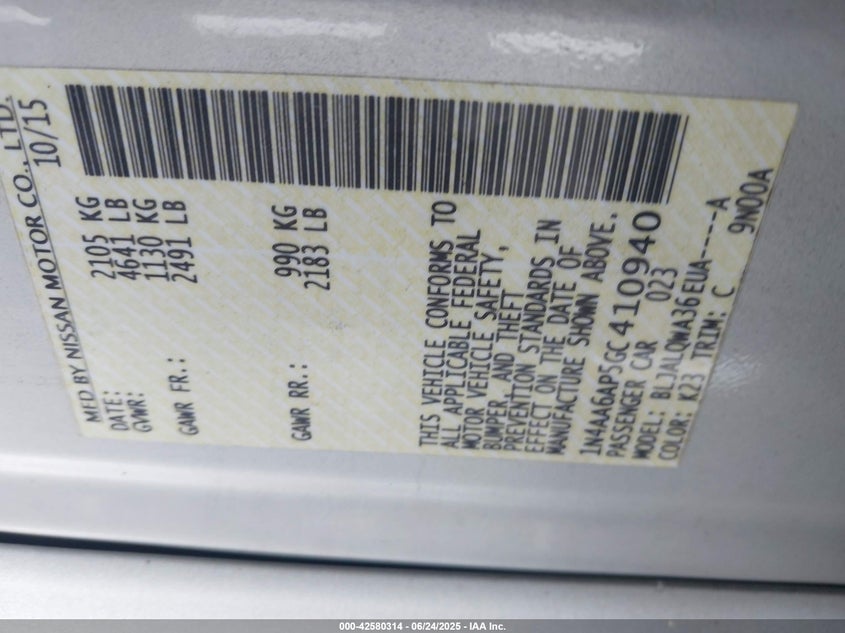 MFD BY NISSAN MOTOR CO., LTD.
DATE: 10/15
GVWR: 2105 KG
4641 LB
GAWR FR.: 1130 KG
2491 LB
GAWR RR.: 990 KG
2183 LB
THIS VEHICLE CONFORMS TO
ALL APPLICABLE FEDERAL
MOTOR VEHICLE SAFETY,
BUMPER, AND THEFT
PREVENTION STANDARDS IN
EFFECT ON THE DATE OF
MANUFACTURE SHOWN ABOVE.
1N4AA6AP5GC410940
PASSENGER CAR 023
MODEL: BLJALQWA36EUA----A
COLOR: K23 TRIM: C 9N00A
000-42580314 - 06/24/2025 - IAA Inc.